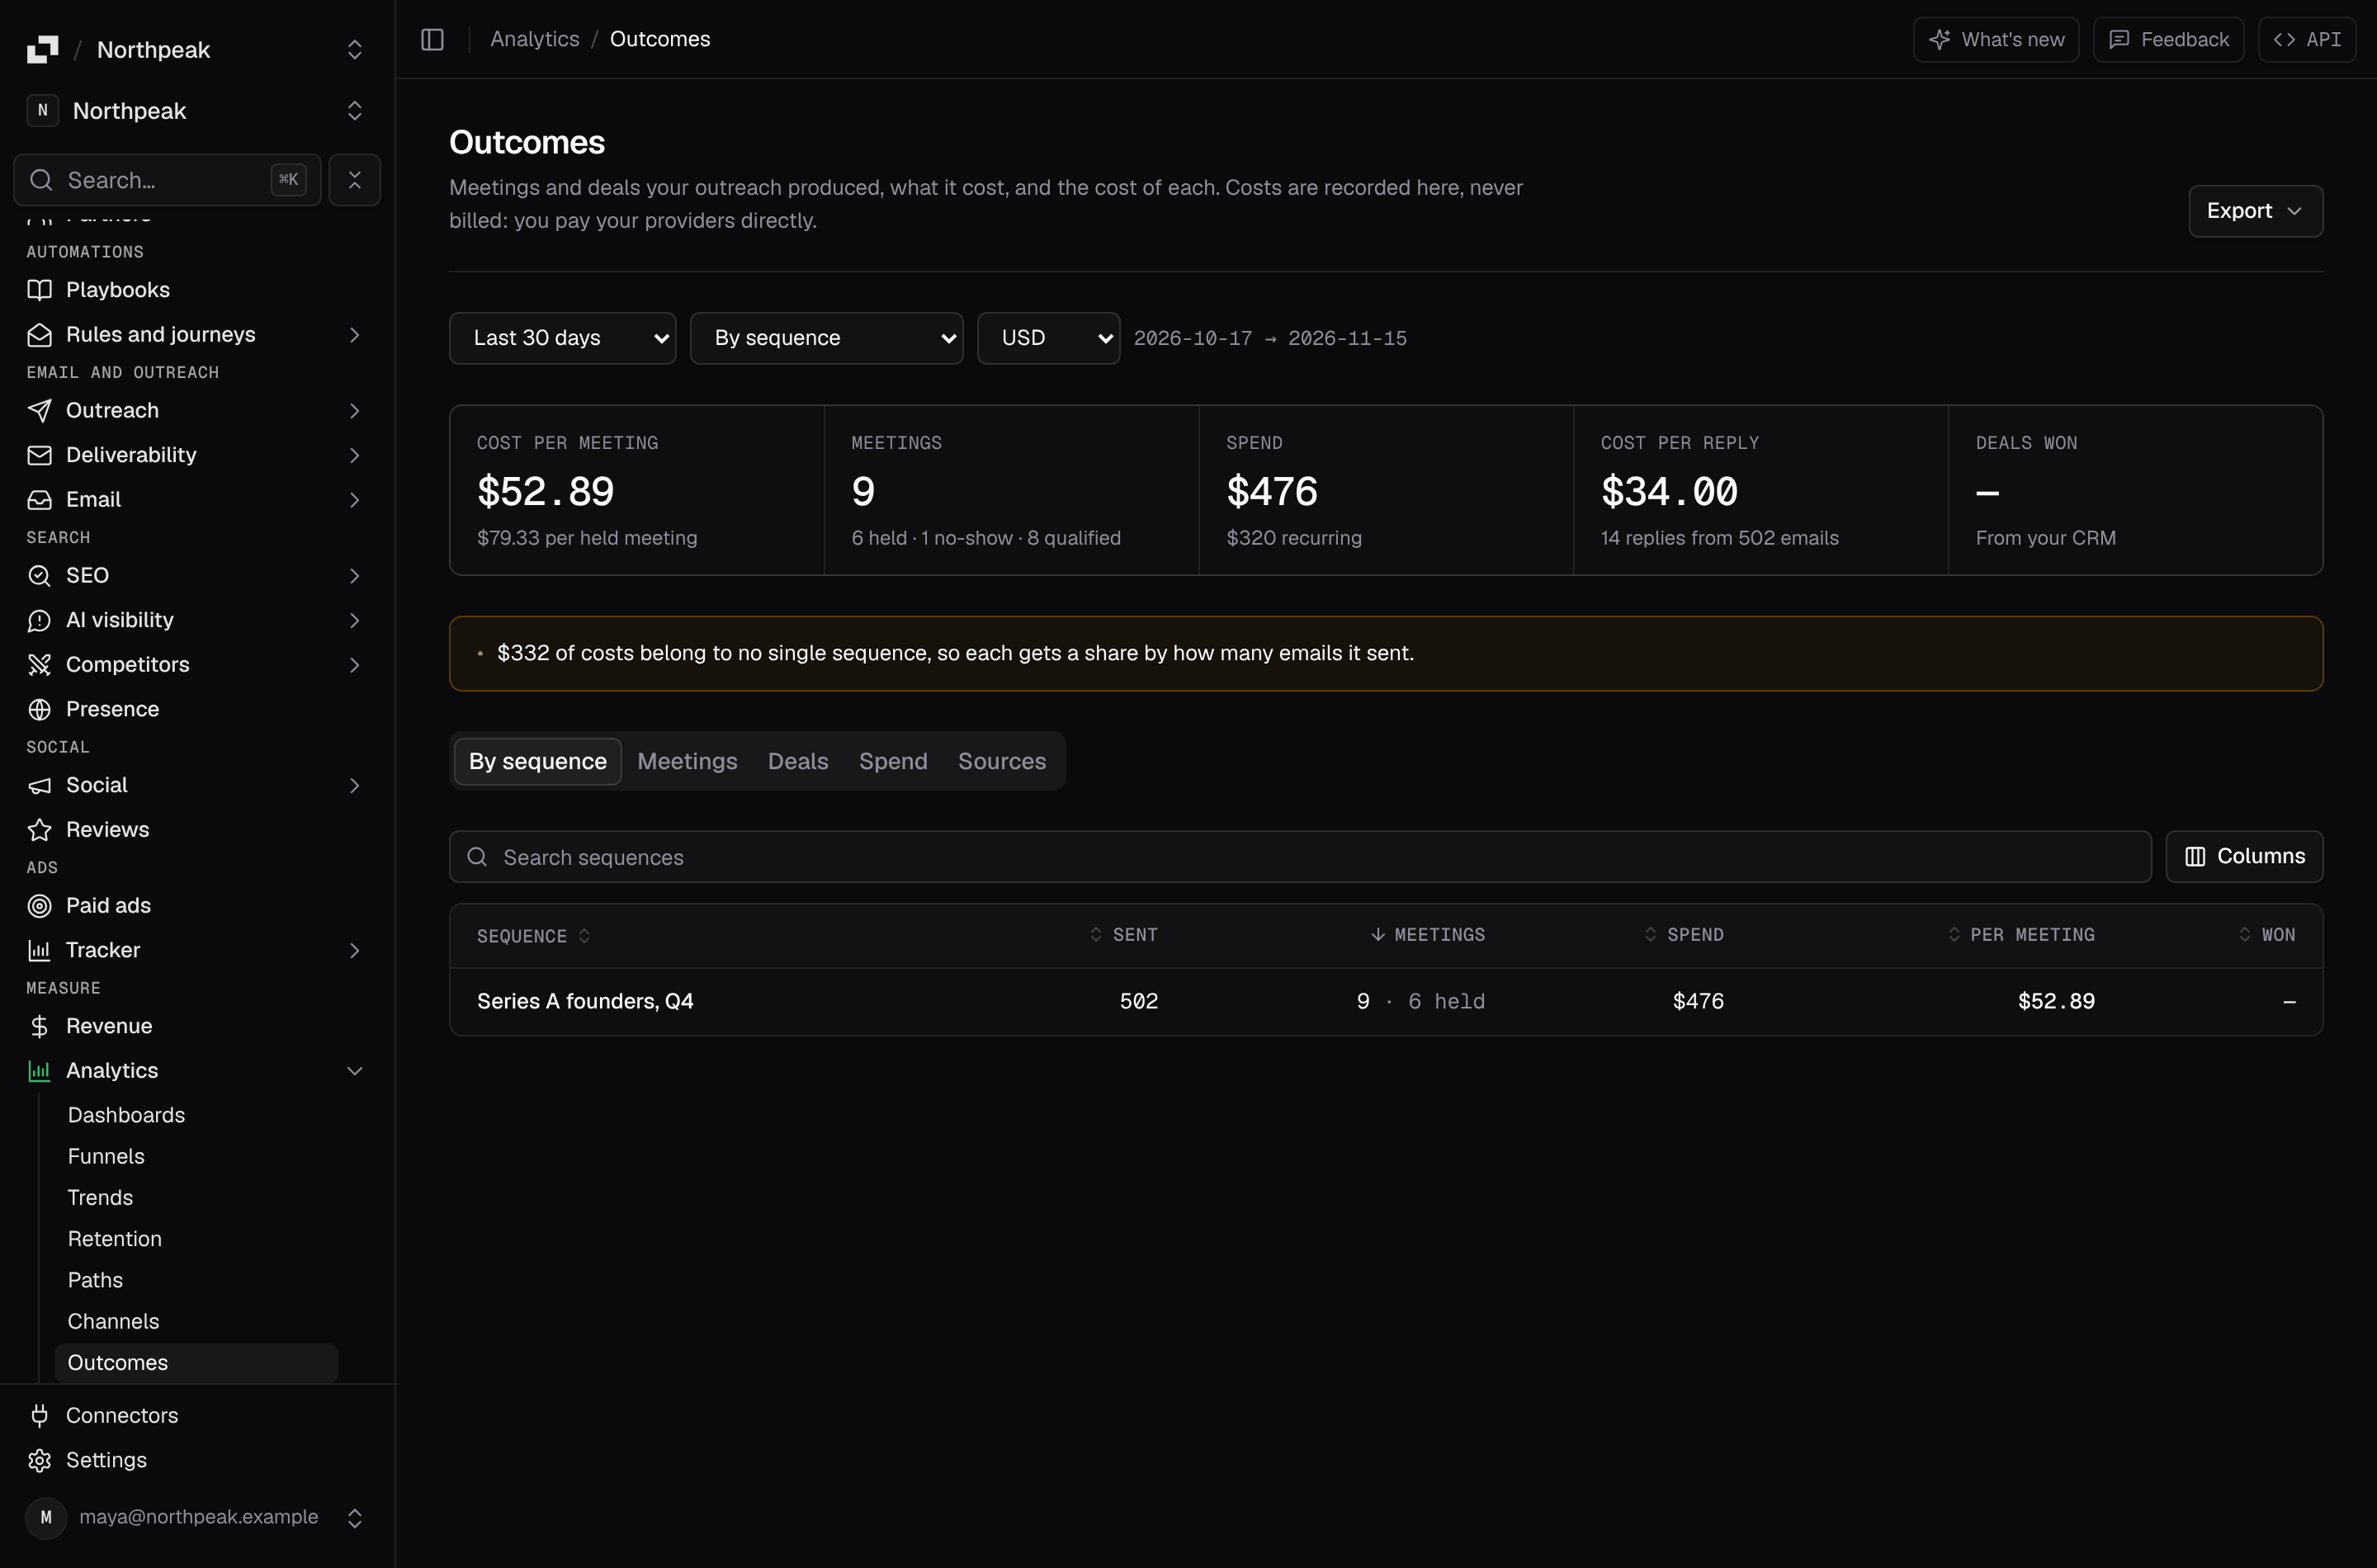 / Northpeak
N Northpeak
Search... ⌘K
Partners
AUTOMATIONS
Playbooks
Rules and journeys
EMAIL AND OUTREACH
Outreach
Deliverability
Email
SEARCH
SEO
AI visibility
Competitors
Presence
SOCIAL
Social
Reviews
ADS
Paid ads
Tracker
MEASURE
Revenue
Analytics
Dashboards
Funnels
Trends
Retention
Paths
Channels
Outcomes
Connectors
Settings
M maya@northpeak.example
Analytics / Outcomes
What's new
Feedback
API
Outcomes
Meetings and deals your outreach produced, what it cost, and the cost of each. Costs are recorded here, never
billed: you pay your providers directly.
Export
Last 30 days
By sequence
USD
2026-10-17 → 2026-11-15
COST PER MEETING
$52.89
$79.33 per held meeting
MEETINGS
9
6 held · 1 no-show · 8 qualified
SPEND
$476
$320 recurring
COST PER REPLY
$34.00
14 replies from 502 emails
DEALS WON
–
From your CRM
• $332 of costs belong to no single sequence, so each gets a share by how many emails it sent.
By sequence Meetings Deals Spend Sources
Search sequences
Columns
SEQUENCE SENT ↓ MEETINGS SPEND PER MEETING WON
Series A founders, Q4 502 9 · 6 held $476 $52.89 –